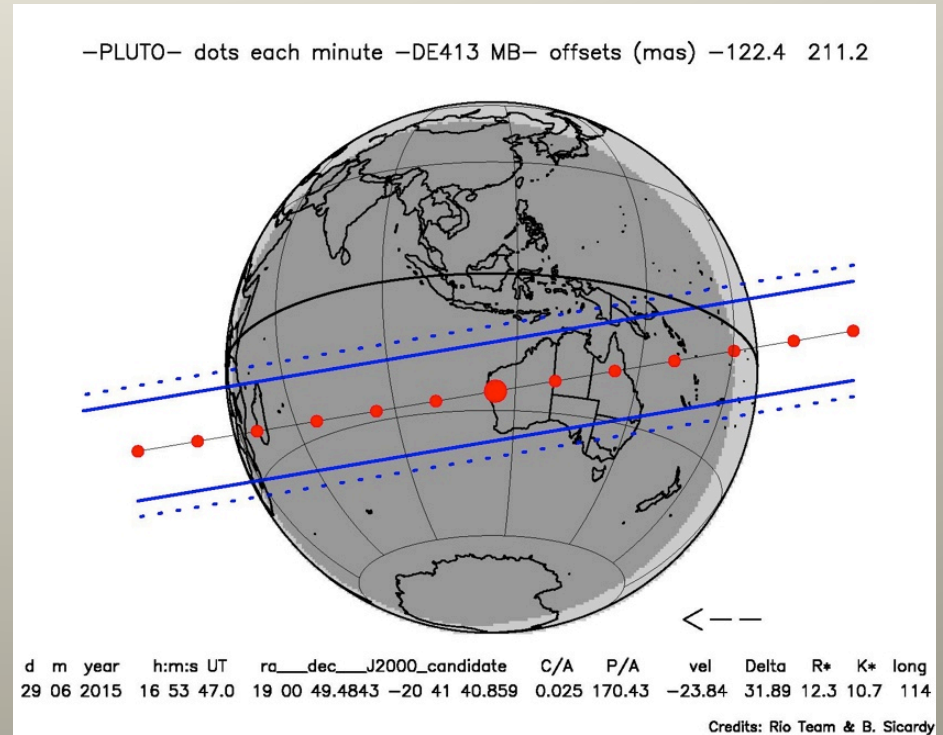 -PLUTO- dots each minute -DE413 MB- offsets (mas) -122.4 211.2
d m year h:m:s UT ra___dec___J2000_candidate C/A P/A vel Delta R* K* long
29 06 2015 16 53 47.0 19 00 49.4843 -20 41 40.859 0.025 170.43 -23.84 31.89 12.3 10.7 114
Credits: Rio Team & B. Sicardy